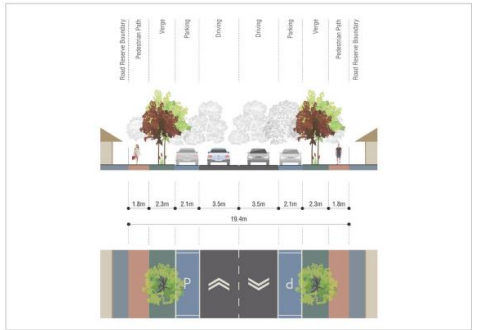 Road Reserve Boundary
Pedestrian Path
Verge
Parking
Driving
Driving
Parking
Verge
Pedestrian Path
Road Reserve Boundary
1.8m 2.3m 2.1m 3.5m 3.5m 2.1m 2.3m 1.8m
19.4m
P
P